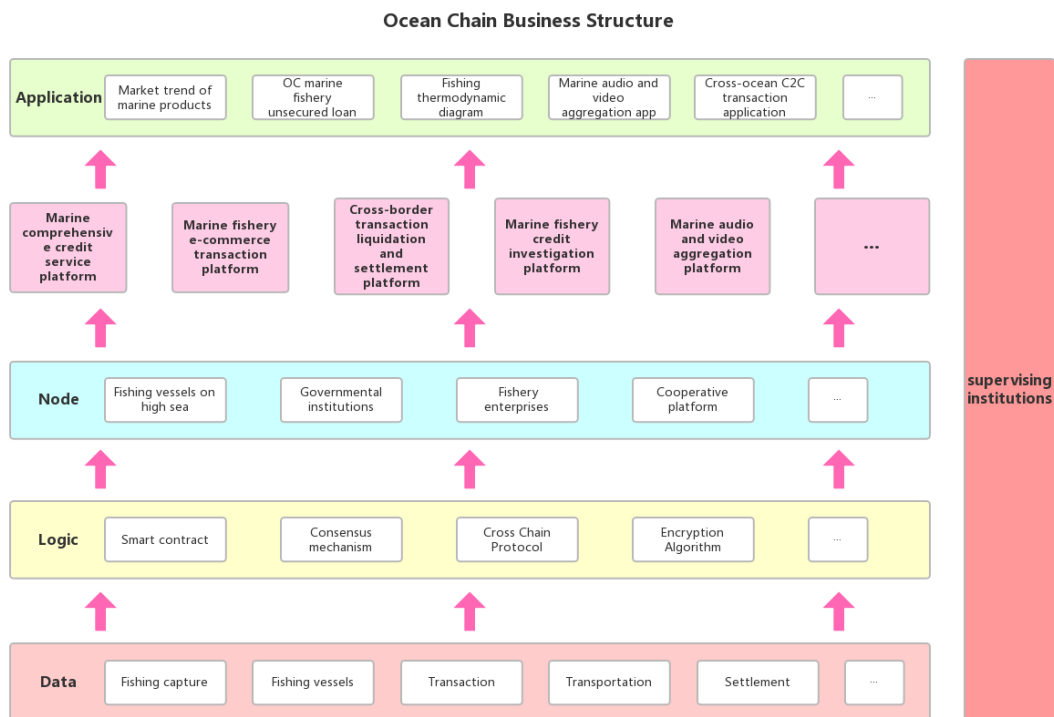 Ocean Chain Business Structure
Application
Market trend of
marine products
OC marine
fishery
unsecured loan
Fishing
thermodynamic
diagram
Marine audio and
video
aggregation app
Cross-ocean C2C
transaction
application
...
Marine
comprehensiv
e credit
service
platform
Marine fishery
e-commerce
transaction
platform
Cross-border
transaction
liquidation
and
settlement
platform
Marine fishery
credit
investigation
platform
Marine audio
and video
aggregation
platform
...
Node
Fishing vessels on
high sea
Governmental
institutions
Fishery
enterprises
Cooperative
platform
...
Logic
Smart contract
Consensus
mechanism
Cross Chain
Protocol
Encryption
Algorithm
...
Data
Fishing capture
Fishing vessels
Transaction
Transportation
Settlement
...
supervising
institutions